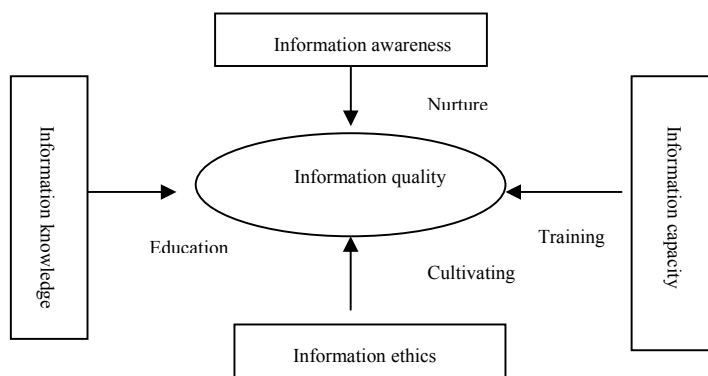 Information awareness
Nurture
Information knowledge
Information quality
Information capacity
Education
Training
Cultivating
Information ethics